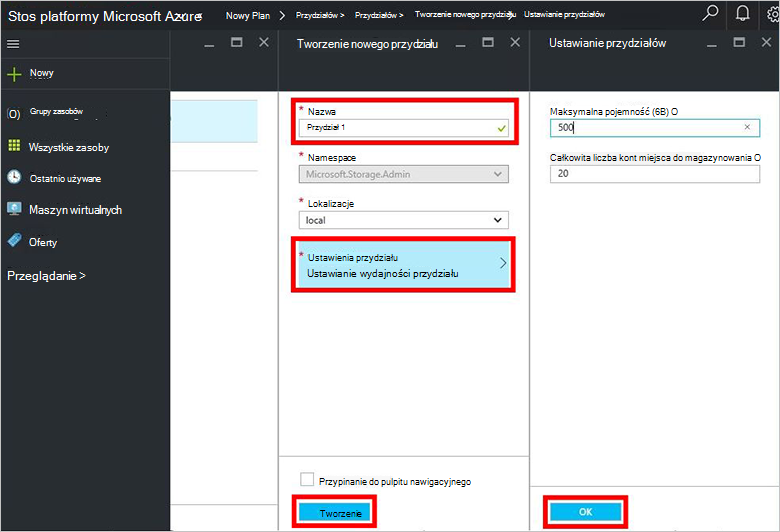 Stos platformy Microsoft Azure
Nowy Plan
Przydziałów >
Przydziałów >
Tworzenie nowego przydziału
Ustawianie przydziałów
Nowy
Grupy zasobów
Wszystkie zasoby
Ostatnio używane
Maszyn wirtualnych
Oferty
Przeglądanie >
Tworzenie nowego przydziału
* Nazwa
Przydział 1
* Namespace
Microsoft.Storage.Admin
* Lokalizacje
local
* Ustawienia przydziału
Ustawianie wydajności przydziału
Przypinanie do pulpitu nawigacyjnego
Tworzenie
Ustawianie przydziałów
Maksymalna pojemność (6B) O
500
Całkowita liczba kont miejsca do magazynowania O
20
OK